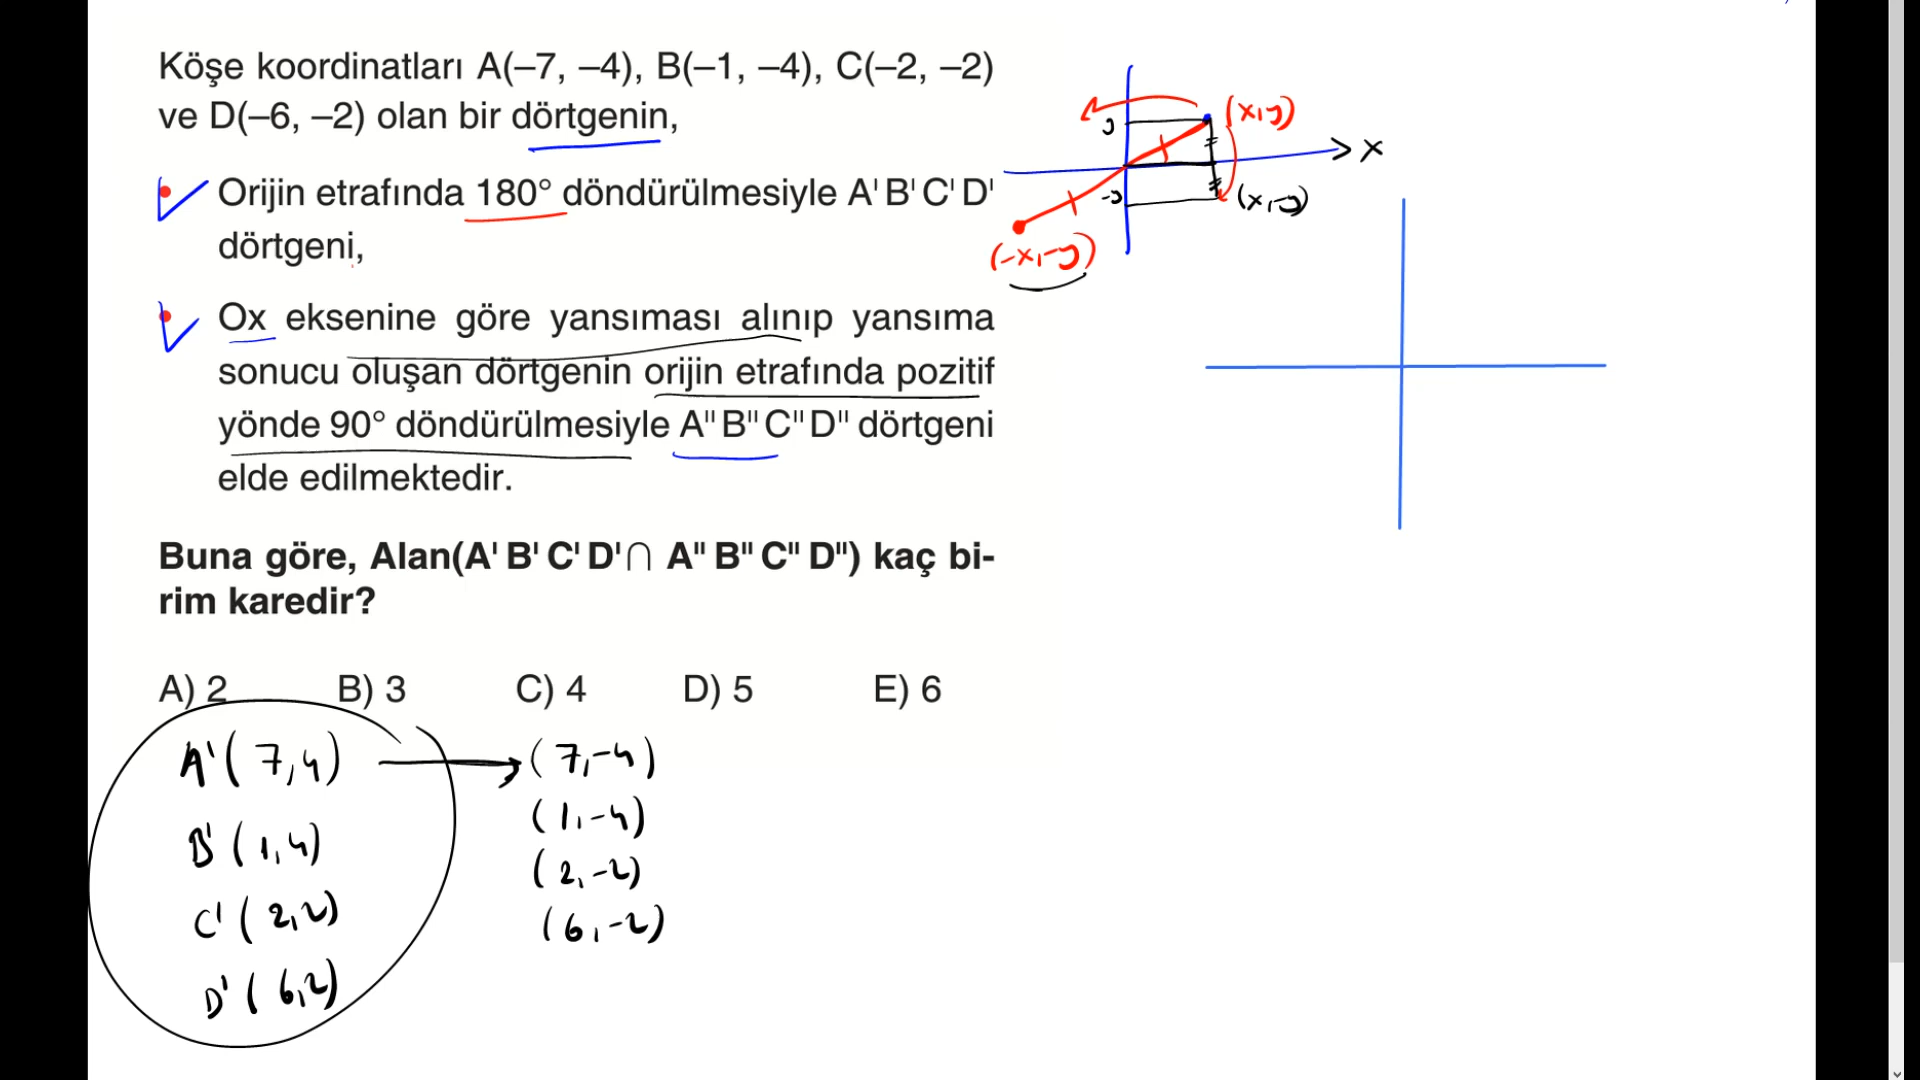 Köşe koordinatları A(–7, –4), B(–1, –4), C(–2, –2)
ve D(–6, –2) olan bir dörtgenin,
Orijin etrafında 180° döndürülmesiyle A' B' C' D'
dörtgeni,
Ox eksenine göre yansıması alınıp yansıma
sonucu oluşan dörtgenin orijin etrafında pozitif
yönde 90° döndürülmesiyle A'' B'' C'' D'' dörtgeni
elde edilmektedir.
Buna göre, Alan(A' B' C' D' ∩ A'' B'' C'' D'') kaç bi-
rim karedir?
A) 2 B) 3 C) 4 D) 5 E) 6
A'(7,4) → (7,-4)
B'(1,4) (1,-4)
C'(2,2) (2,-2)
D'(6,2) (6,-2)
y (x,y)
x
-y (x,-y)
(-x,-y)